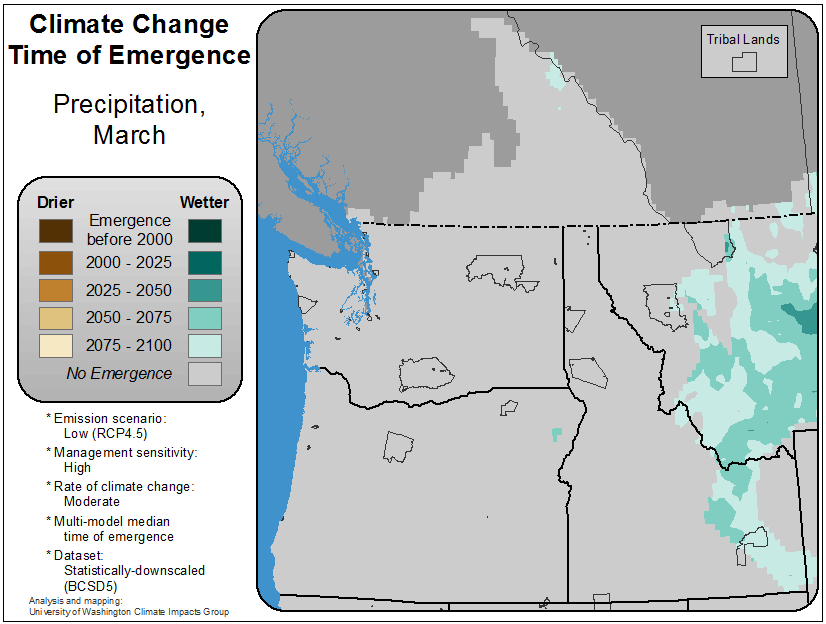 Climate Change
Time of Emergence
Precipitation,
March
Drier
Wetter
Emergence
before 2000
2000 - 2025
2025 - 2050
2050 - 2075
2075 - 2100
No Emergence
* Emission scenario:
Low (RCP4.5)
* Management sensitivity:
High
* Rate of climate change:
Moderate
* Multi-model median
time of emergence
* Dataset:
Statistically-downscaled
(BCSD5)
Analysis and mapping:
University of Washington Climate Impacts Group
Tribal Lands